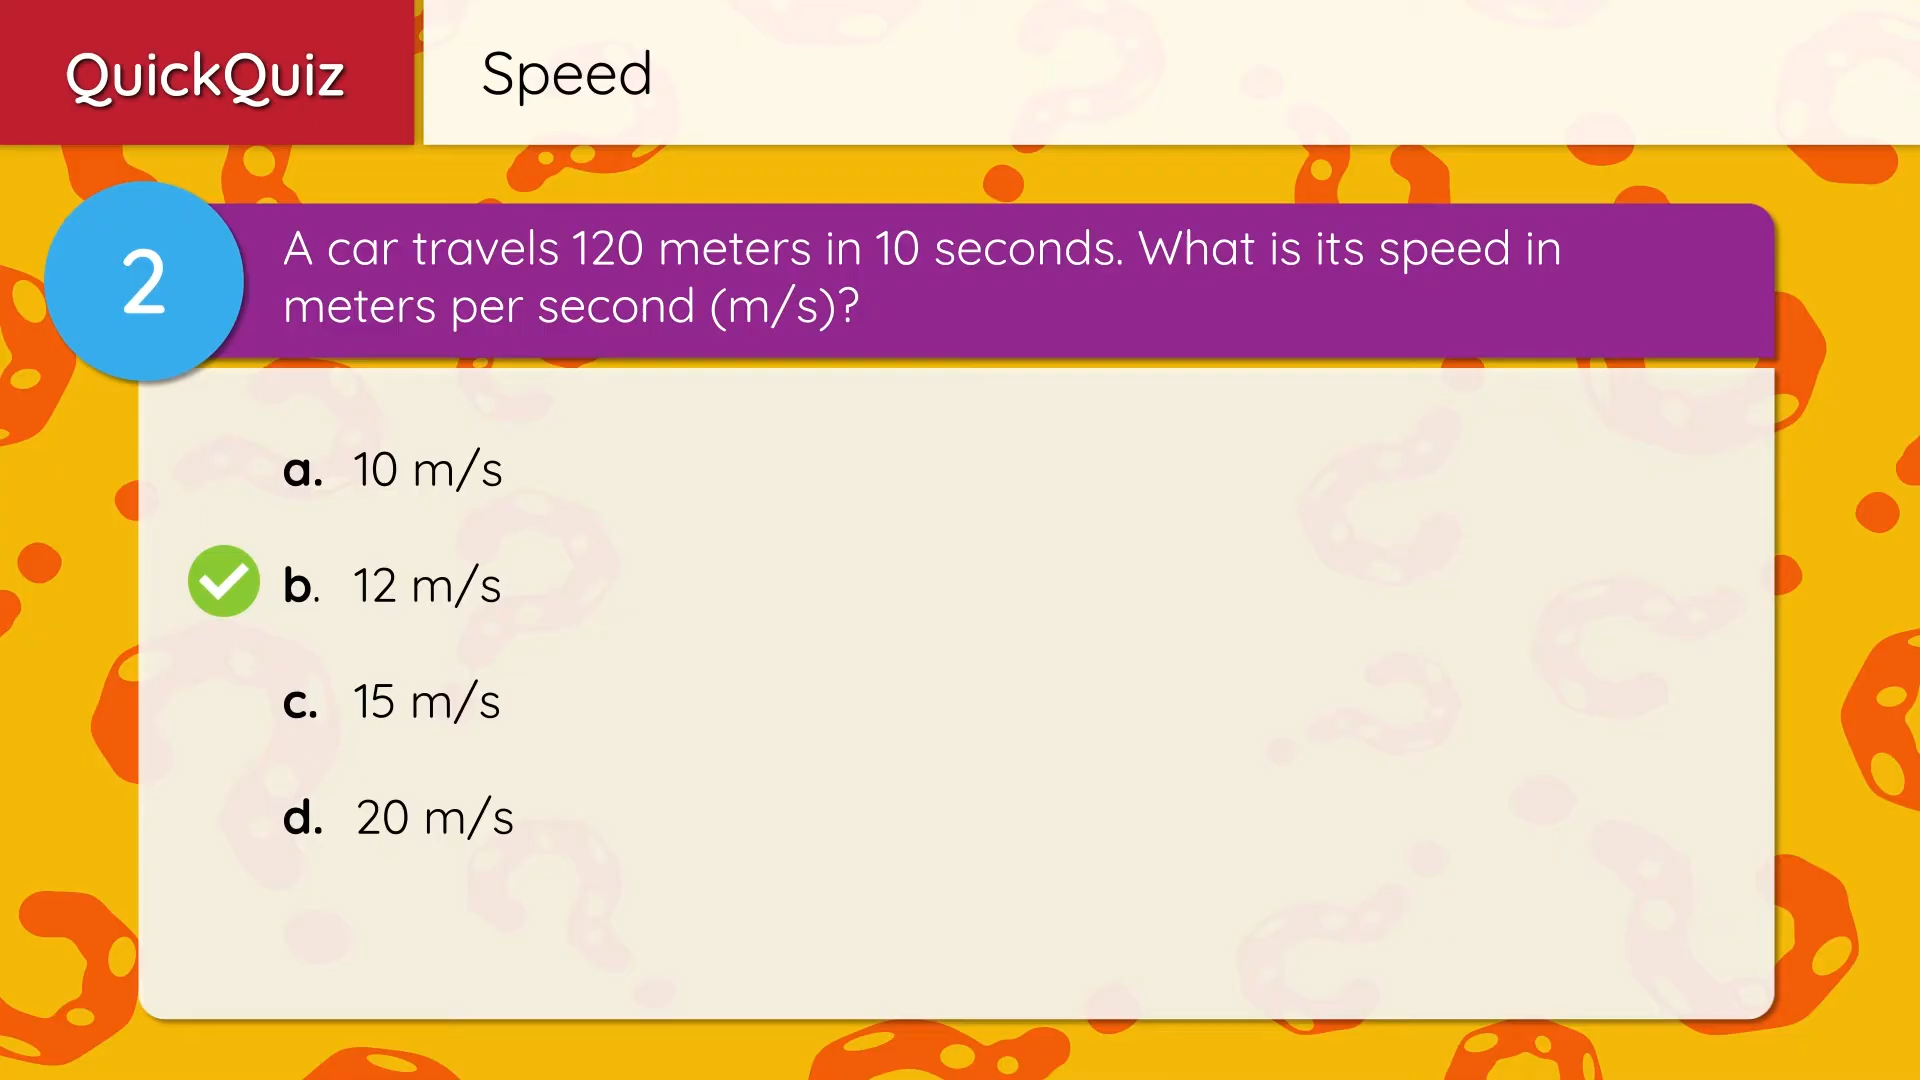 QuickQuiz
Speed
2
A car travels 120 meters in 10 seconds. What is its speed in
meters per second (m/s)?
a. 10 m/s
b. 12 m/s
c. 15 m/s
d. 20 m/s